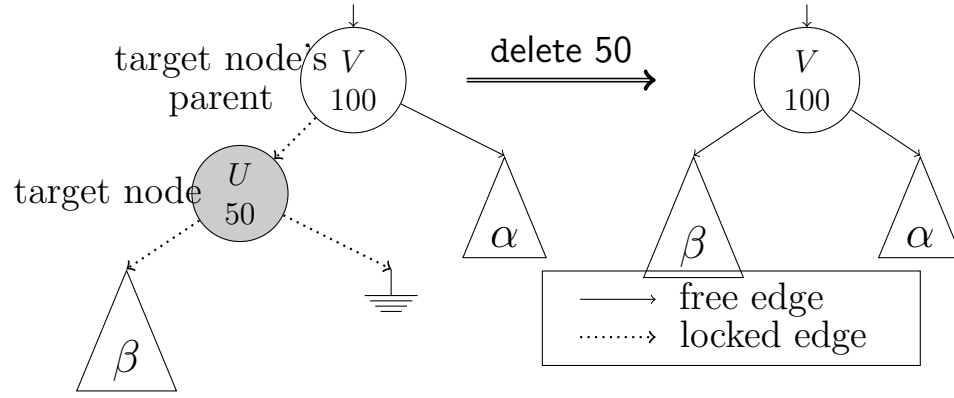 target node's
parent
V
100
delete 50
V
100
target node
U
50
α
β
α
β
free edge
locked edge